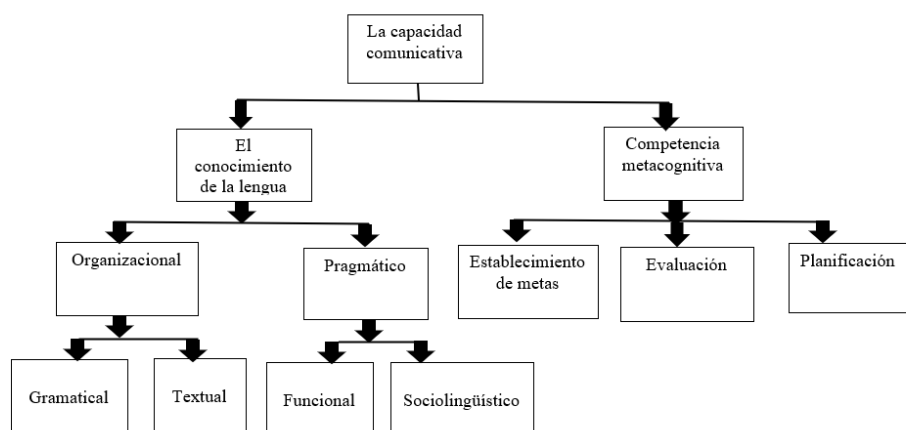 La capacidad
comunicativa
El
conocimiento
de la lengua
Competencia
metacognitiva
Organizacional
Pragmático
Establecimiento
de metas
Evaluación
Planificación
Gramatical
Textual
Funcional
Sociolingüístico